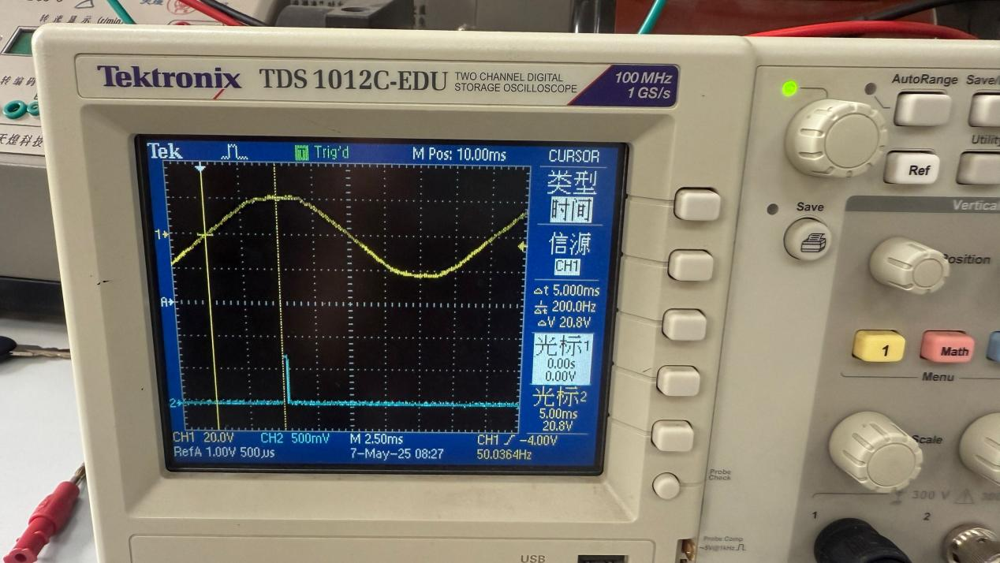 转速显示 (r/min)
转编码
天煌科技
Tektronix TDS 1012C-EDU TWO CHANNEL DIGITAL
STORAGE OSCILLOSCOPE
100 MHz
1 GS/s
Tek Trig'd M Pos: 10.00ms CURSOR
类型
时间
信源
CH1
Δt 5.000ms
1/Δt 200.0Hz
ΔV 20.8V
光标1
0.00s
0.00V
光标2
5.00ms
20.8V
1
A
2
CH1 20.0V CH2 500mV M 2.50ms CH1 -4.00V
RefA 1.00V 500µs 7-May-25 08:27 50.0364Hz
AutoRange
Ref
Utility
Save
Vertical
Position
1
Math
Menu
Scale
Probe
Check
300 V
1
2
Probe Comp
~5V@1kHz
USB